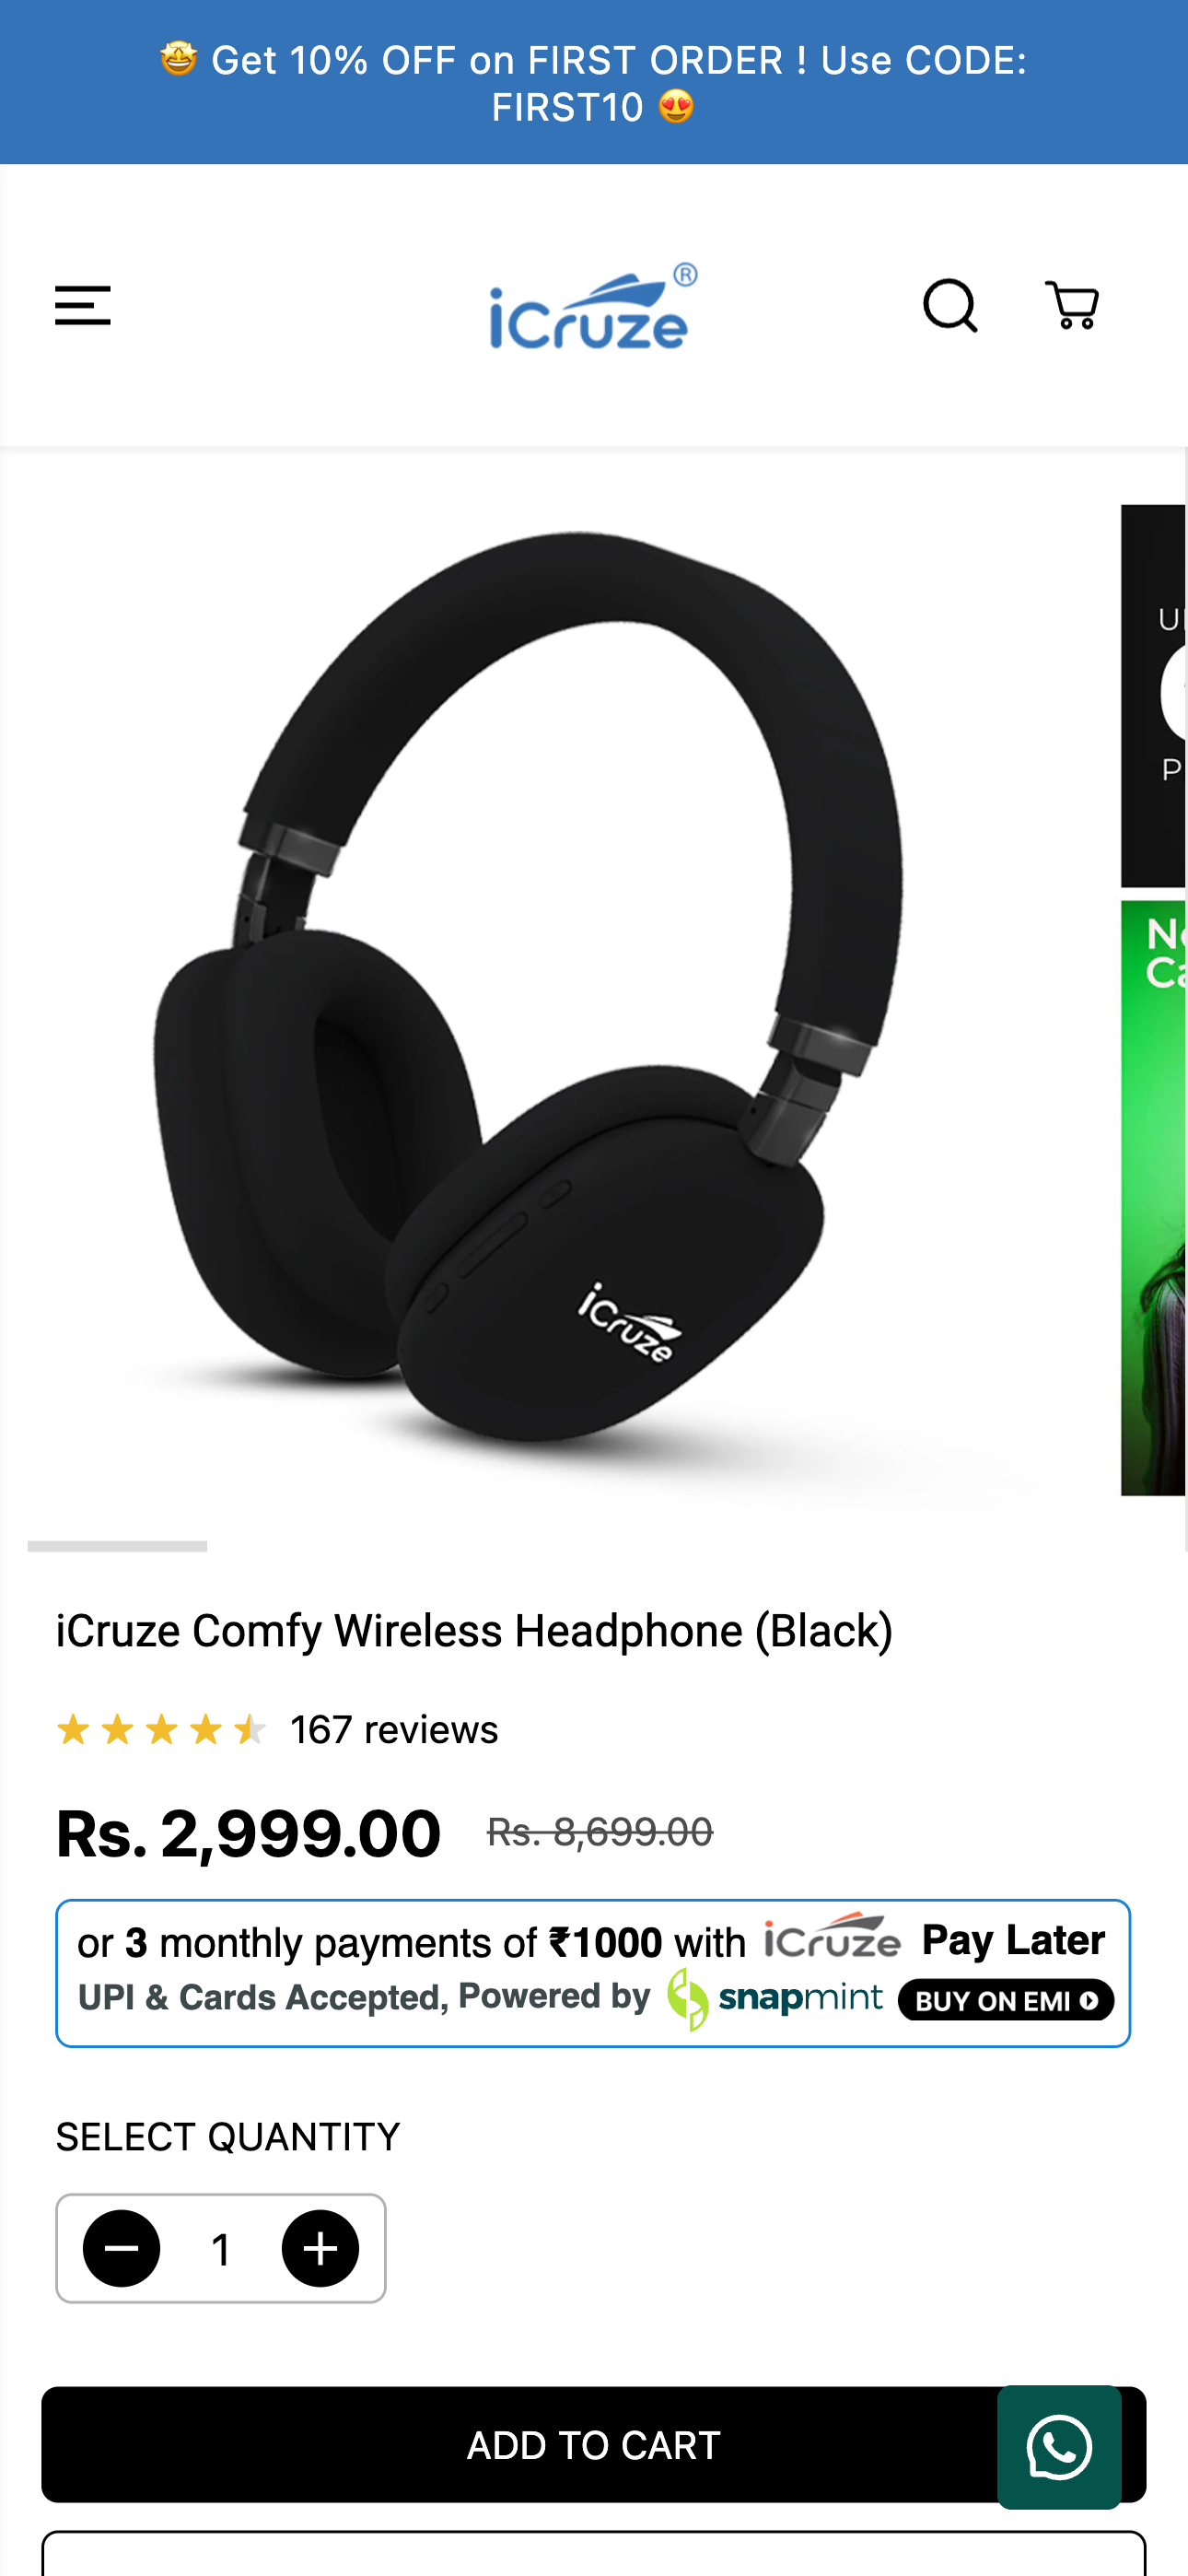 🤩 Get 10% OFF on FIRST ORDER ! Use CODE:
FIRST10 😍
iCruze®
iCruze
iCruze Comfy Wireless Headphone (Black)
167 reviews
Rs. 2,999.00 Rs. 8,699.00
or 3 monthly payments of ₹1000 with iCruze Pay Later
UPI & Cards Accepted, Powered by snapmint BUY ON EMI
SELECT QUANTITY
1
ADD TO CART